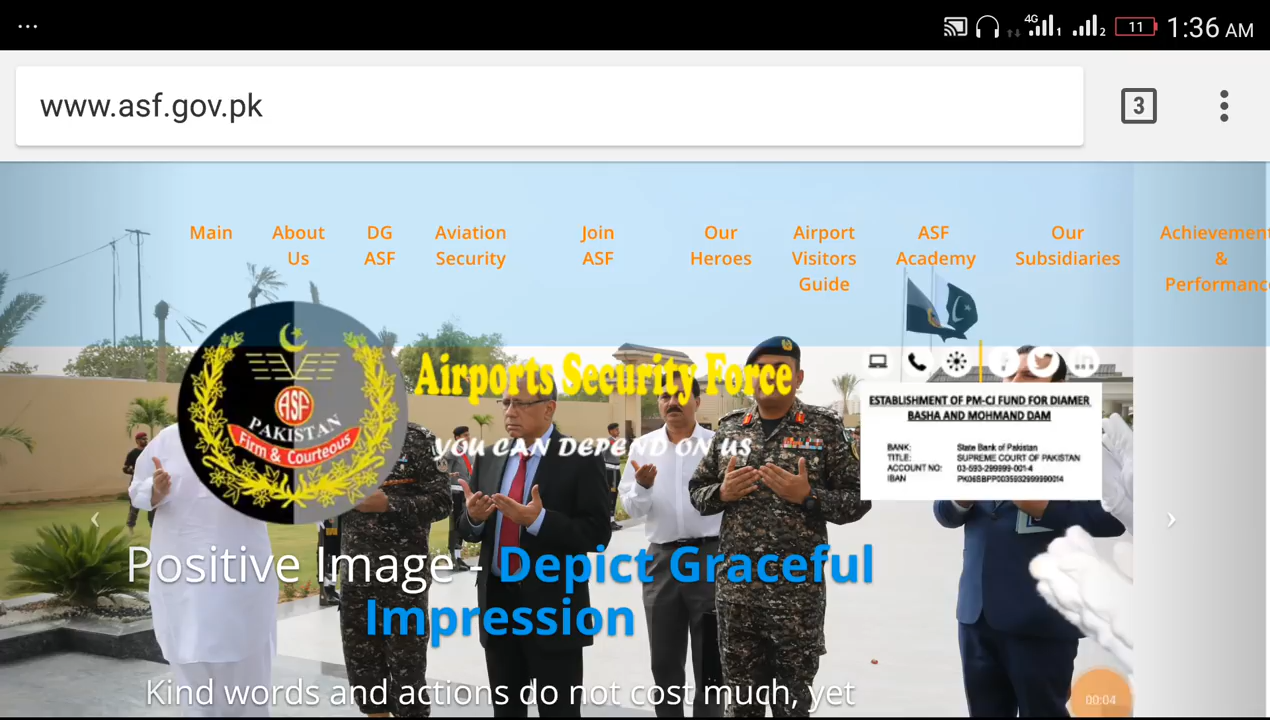 ...
4G 1 2 11 1:36 AM
www.asf.gov.pk
3
Main
About
Us
DG
ASF
Aviation
Security
Join
ASF
Our
Heroes
Airport
Visitors
Guide
ASF
Academy
Our
Subsidiaries
Achievement
&
Performanc
ASF
PAKISTAN
Firm & Courteous
Airports Security Force
YOU CAN DEPEND ON US
ESTABLISHMENT OF PM-CJ FUND FOR DIAMER
BASHA AND MOHMAND DAM
BANK: State Bank of Pakistan
TITLE: SUPREME COURT OF PAKISTAN
ACCOUNT NO: 03-593-299999-001-4
IBAN PK06SBPP0035932999990014
Positive Image - Depict Graceful
Impression
Kind words and actions do not cost much, yet
00:04